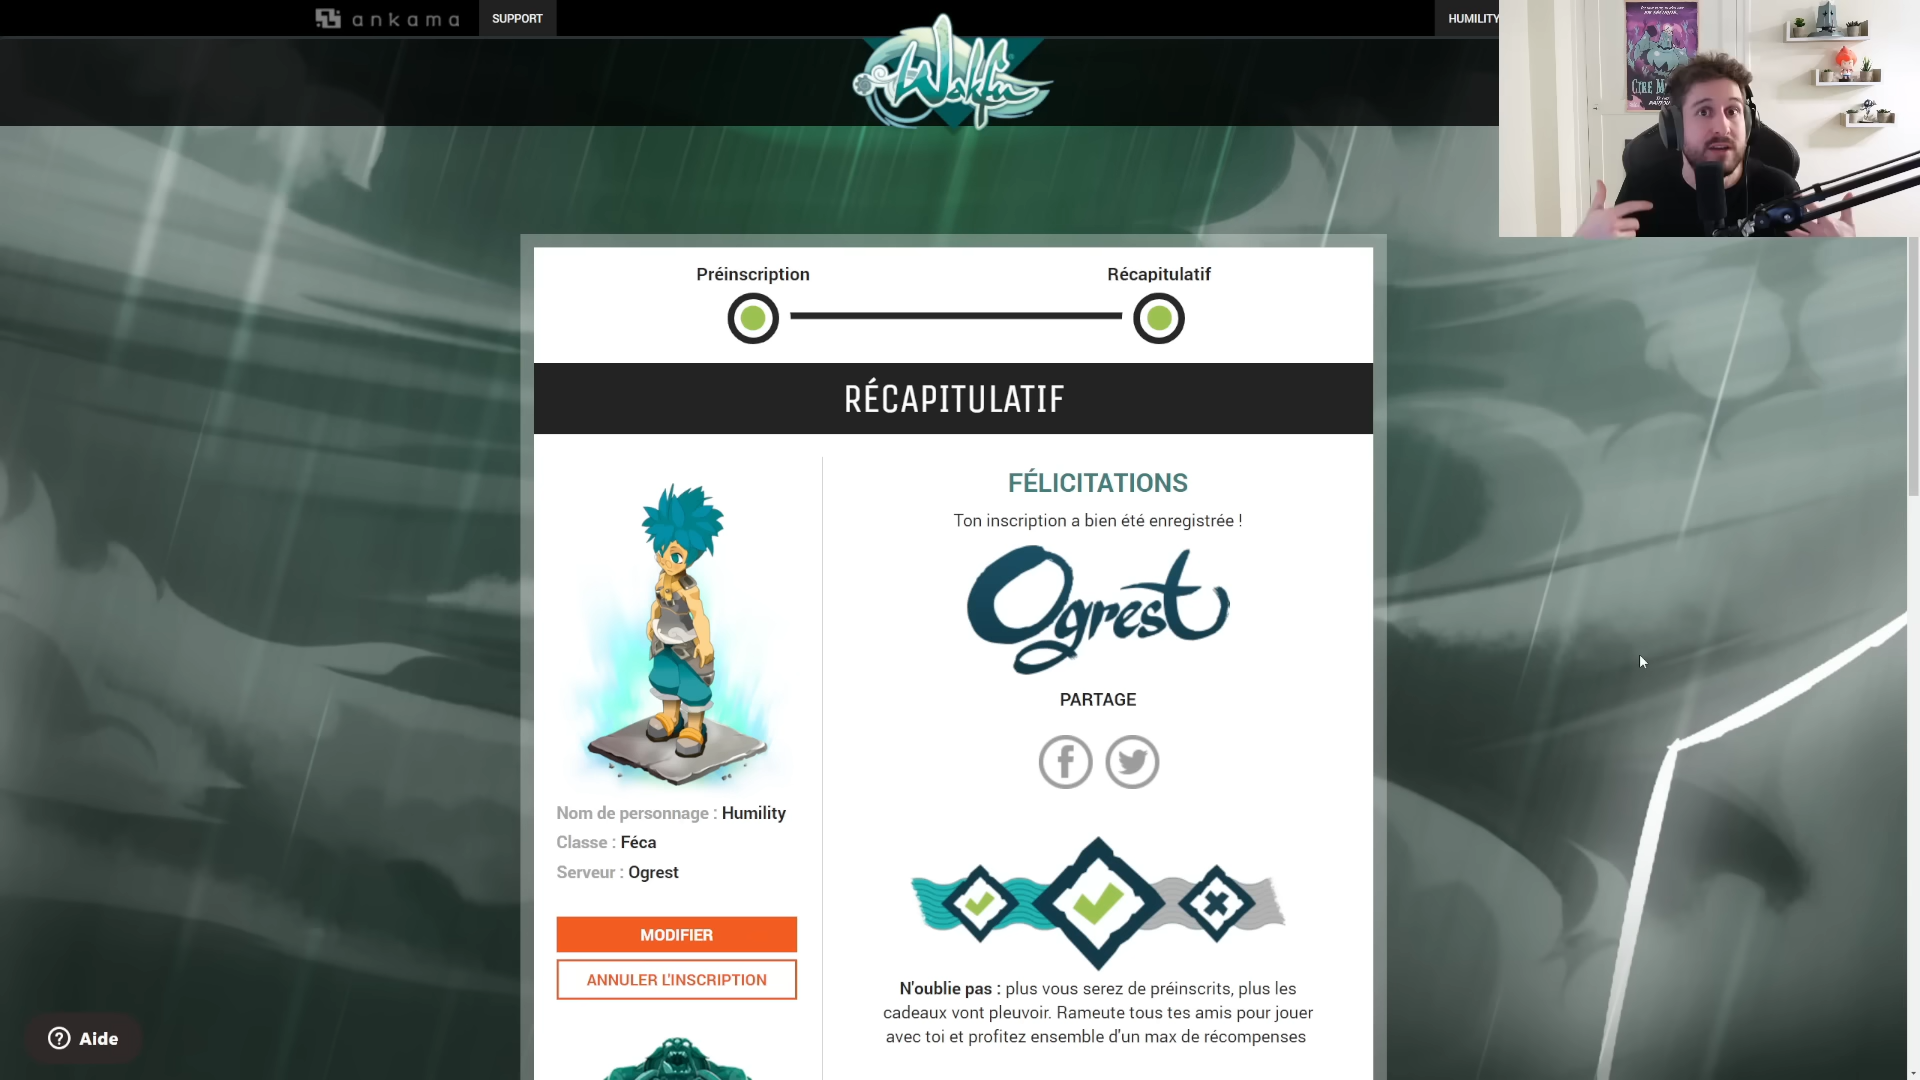 ankama
SUPPORT
HUMILITY
Wakfu
Préinscription
Récapitulatif
RÉCAPITULATIF
FÉLICITATIONS
Ton inscription a bien été enregistrée !
Ogrest
PARTAGE
Nom de personnage : Humility
Classe : Féca
Serveur : Ogrest
MODIFIER
ANNULER L'INSCRIPTION
N'oublie pas : plus vous serez de préinscrits, plus les
cadeaux vont pleuvoir. Rameute tous tes amis pour jouer
avec toi et profitez ensemble d'un max de récompenses
Aide